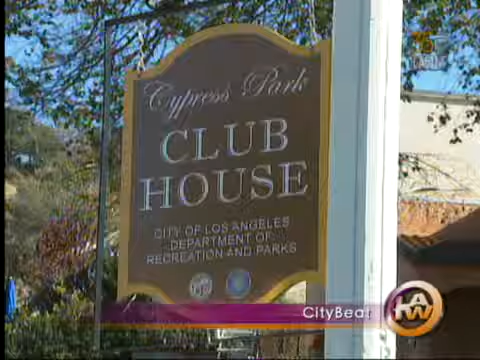 Cypress Park
CLUB
HOUSE
CITY OF LOS ANGELES
DEPARTMENT OF
RECREATION AND PARKS
CityBeat